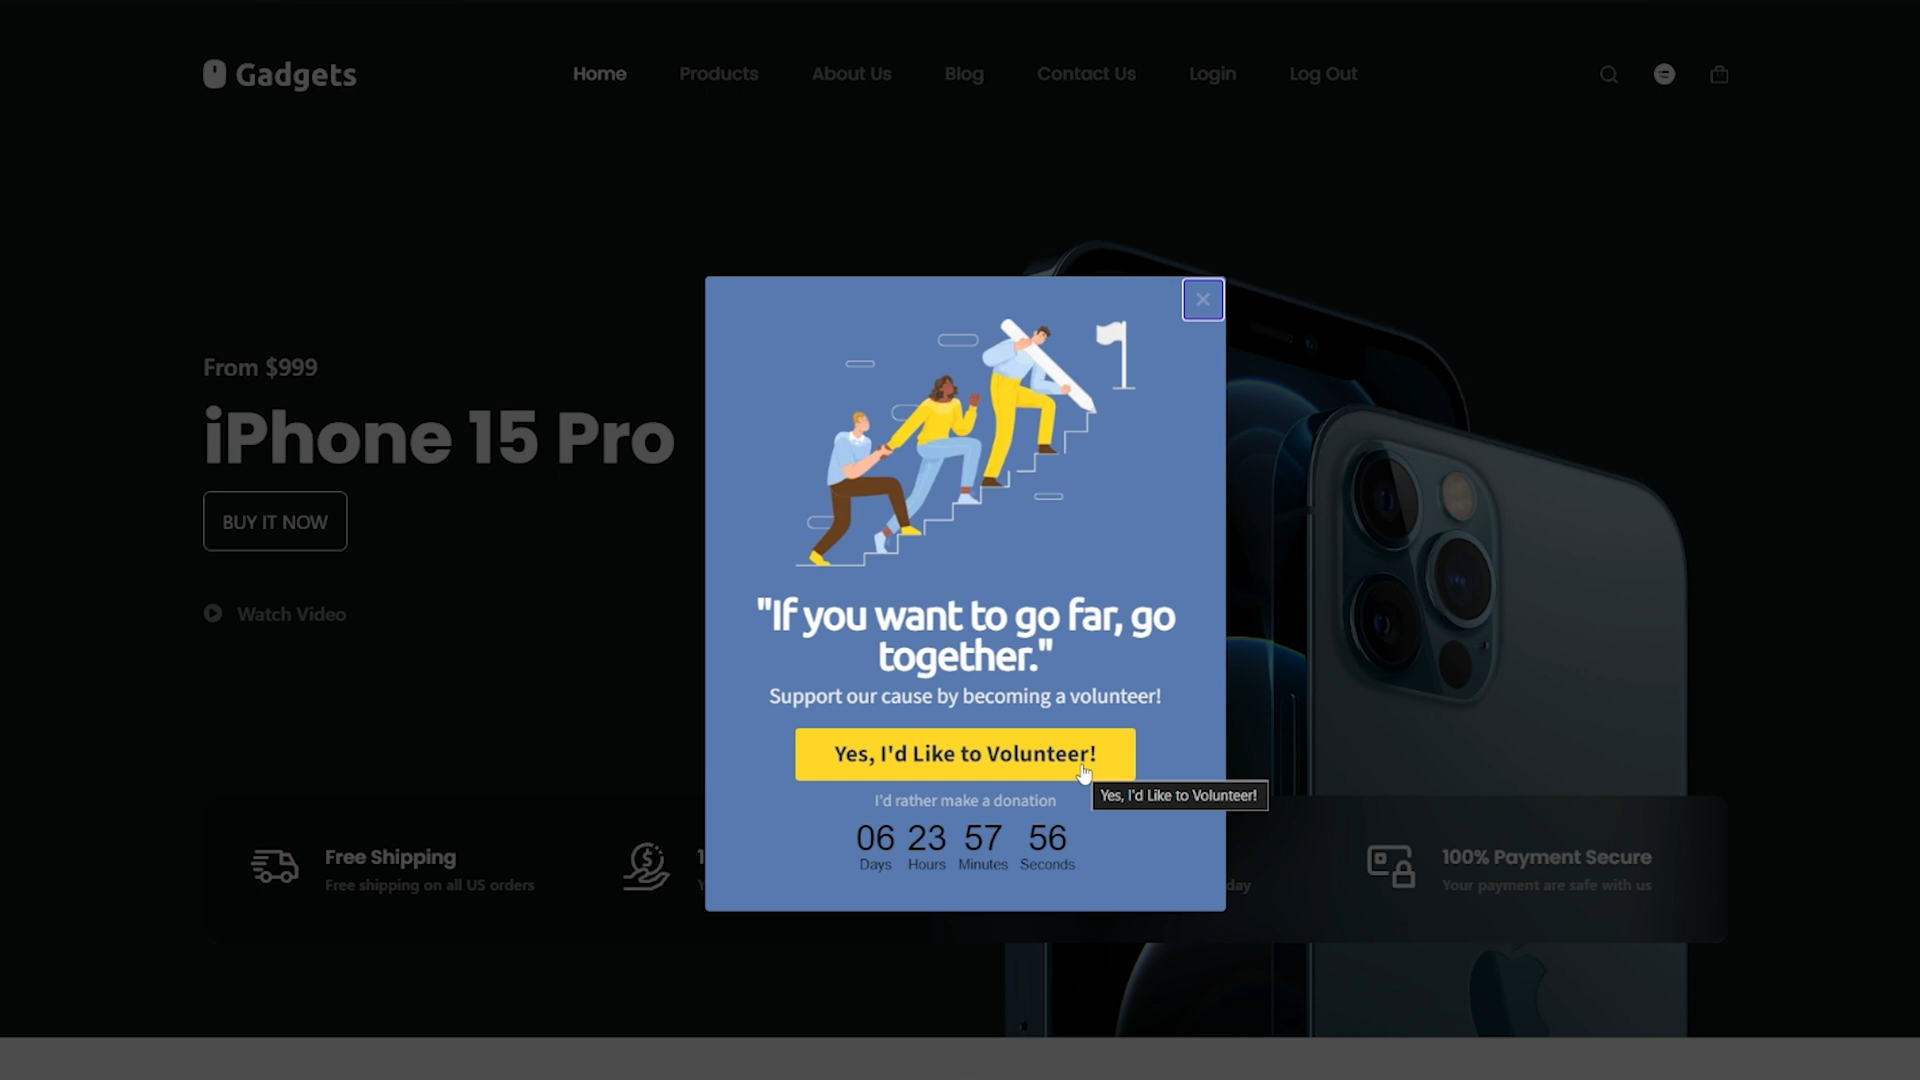 Gadgets
Home Products About Us Blog Contact Us Login Log Out
From $999
iPhone 15 Pro
BUY IT NOW
Watch Video
"If you want to go far, go
together."
Support our cause by becoming a volunteer!
Yes, I'd Like to Volunteer!
Yes, I'd Like to Volunteer!
I'd rather make a donation
06 23 57 56
Days Hours Minutes Seconds
Free Shipping
Free shipping on all US orders
day
100% Payment Secure
Your payment are safe with us